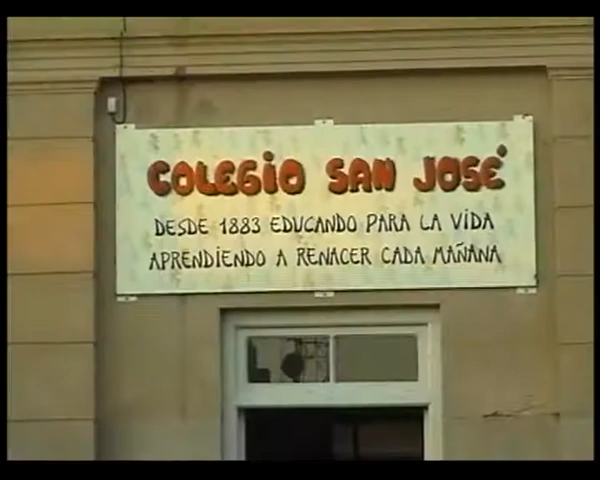 COLEGIO SAN JOSÉ
DESDE 1883 EDUCANDO PARA LA VIDA
APRENDIENDO A RENACER CADA MAÑANA